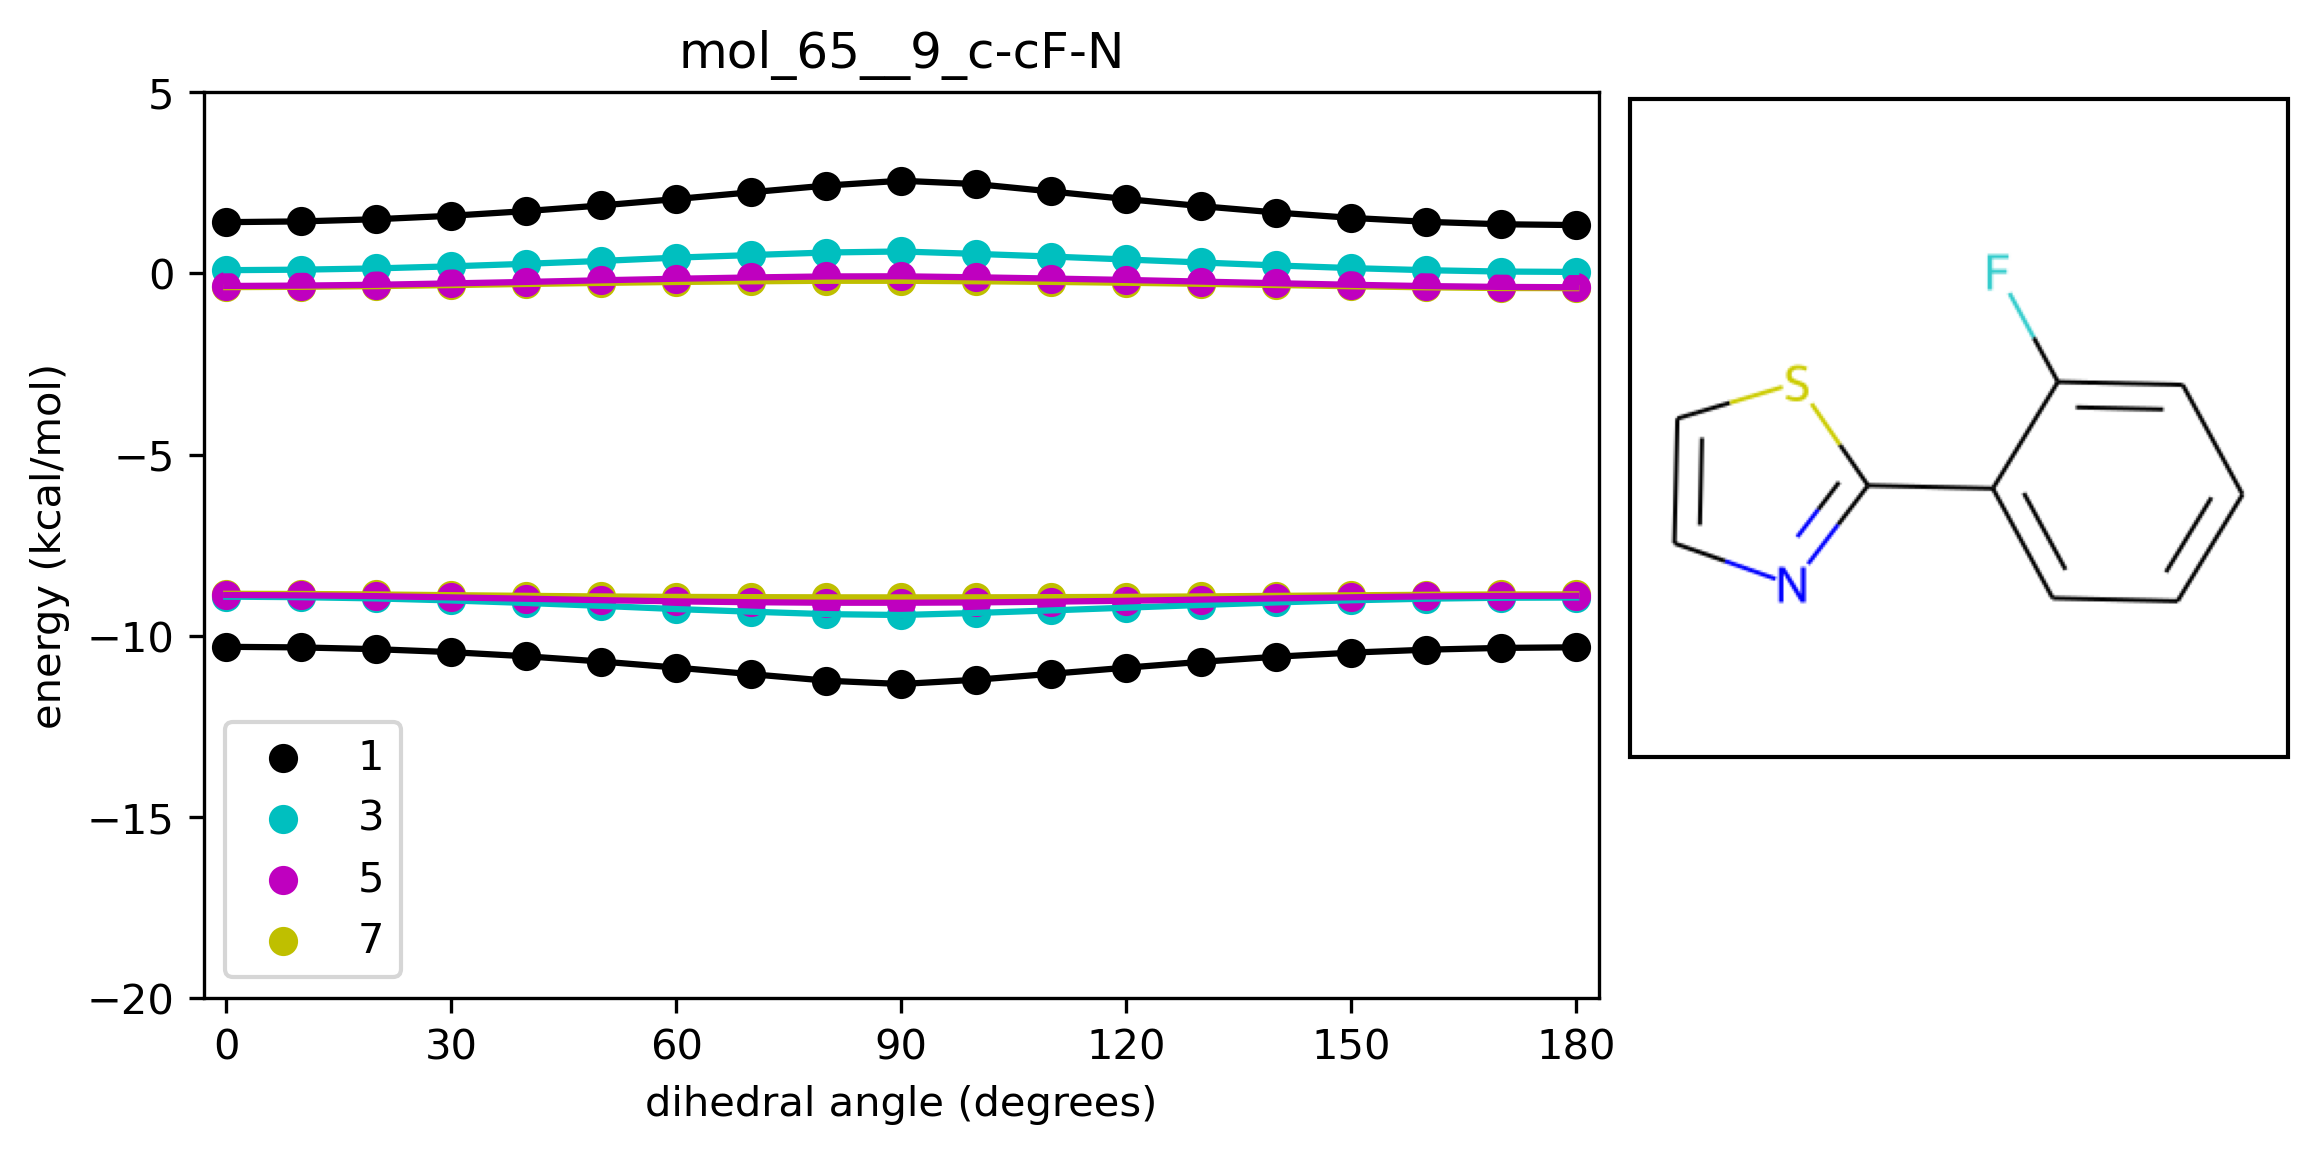 mol_65__9_c-cF-N
5
0
−5
−10
−15
−20
energy (kcal/mol)
1
3
5
7
0 30 60 90 120 150 180
dihedral angle (degrees)
F
S
N